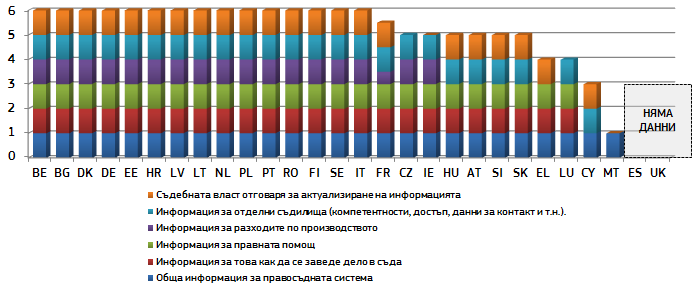 6
5
4
3
2
1
0
НЯМА
ДАННИ
BE BG DK DE EE HR LV LT NL PL PT RO FI SE IT FR CZ IE HU AT SI SK EL LU CY MT ES UK
Съдебната власт отговаря за актуализиране на информацията
Информация за отделни съдилища (компетентности, достъп, данни за контакт и т.н.).
Информация за разходите по производството
Информация за правната помощ
Информация за това как да се заведе дело в съда
Обща информация за правосъдната система